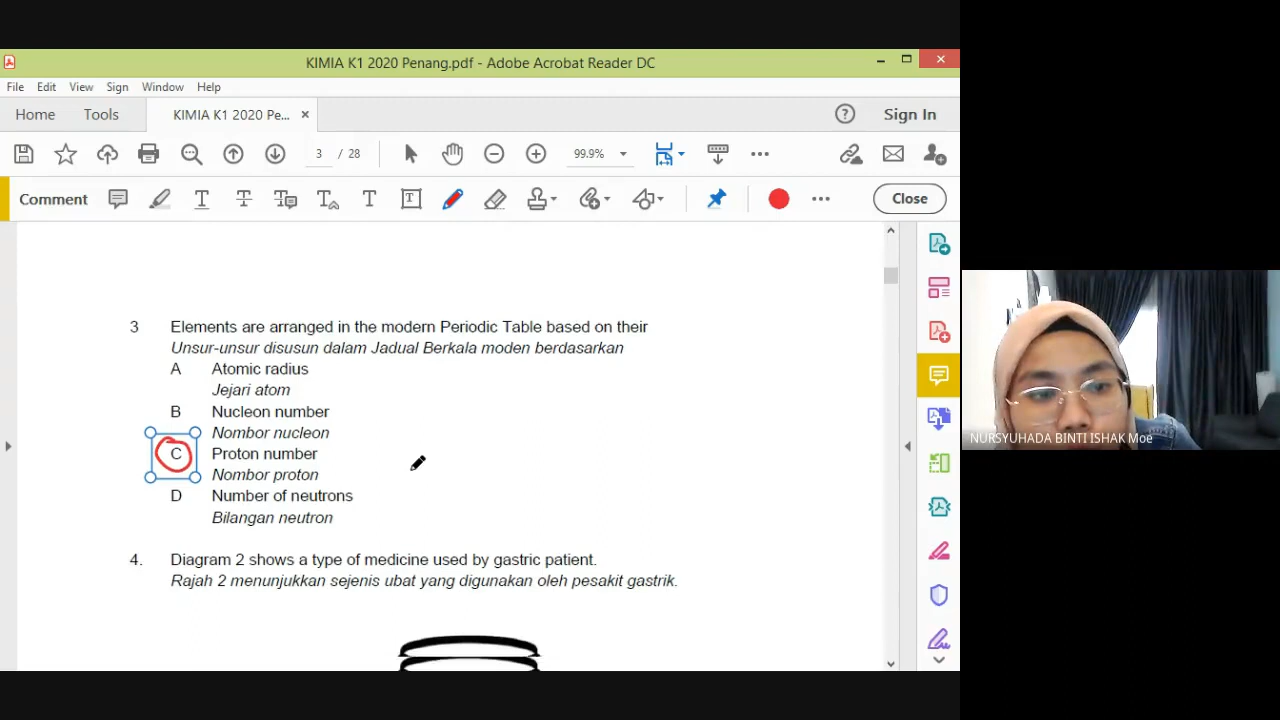 KIMIA K1 2020 Penang.pdf - Adobe Acrobat Reader DC
File Edit View Sign Window Help
Home Tools KIMIA K1 2020 Pe... × ? Sign In
3 / 28 99.9%
Comment Close
3 Elements are arranged in the modern Periodic Table based on their
Unsur-unsur disusun dalam Jadual Berkala moden berdasarkan
A Atomic radius
Jejari atom
B Nucleon number
Nombor nucleon
C Proton number
Nombor proton
D Number of neutrons
Bilangan neutron
4. Diagram 2 shows a type of medicine used by gastric patient.
Rajah 2 menunjukkan sejenis ubat yang digunakan oleh pesakit gastrik.
NURSYUHADA BINTI ISHAK Moe